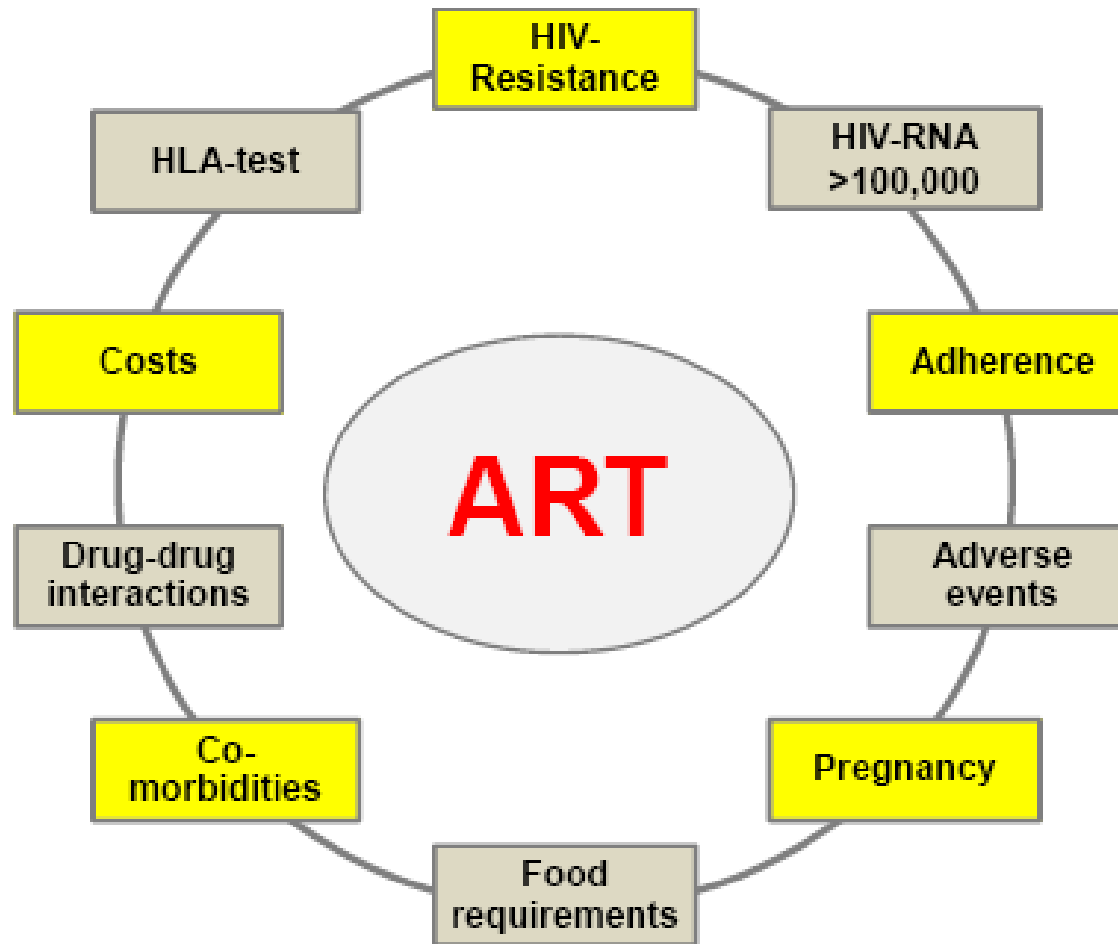 HIV-
Resistance
HLA-test
HIV-RNA
>100,000
Costs
Adherence
ART
Drug-drug
interactions
Adverse
events
Co-
morbidities
Pregnancy
Food
requirements